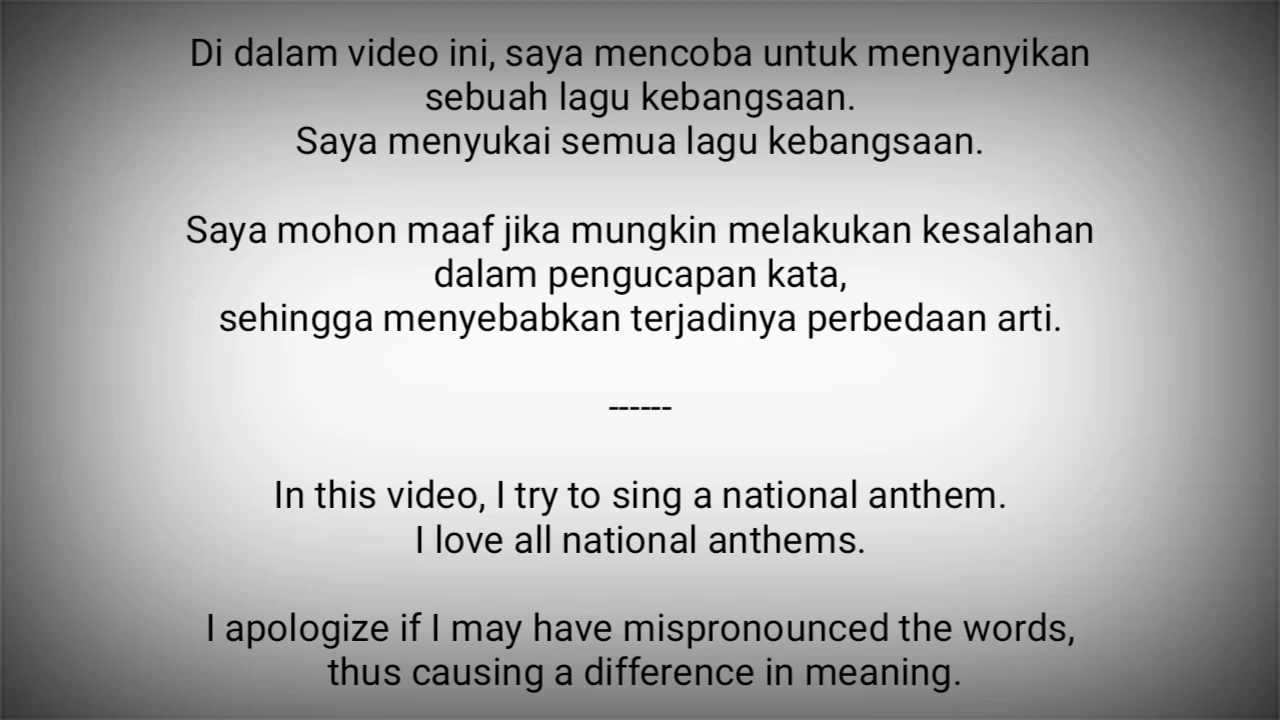 Di dalam video ini, saya mencoba untuk menyanyikan
sebuah lagu kebangsaan.
Saya menyukai semua lagu kebangsaan.
Saya mohon maaf jika mungkin melakukan kesalahan
dalam pengucapan kata,
sehingga menyebabkan terjadinya perbedaan arti.
------
In this video, I try to sing a national anthem.
I love all national anthems.
I apologize if I may have mispronounced the words,
thus causing a difference in meaning.